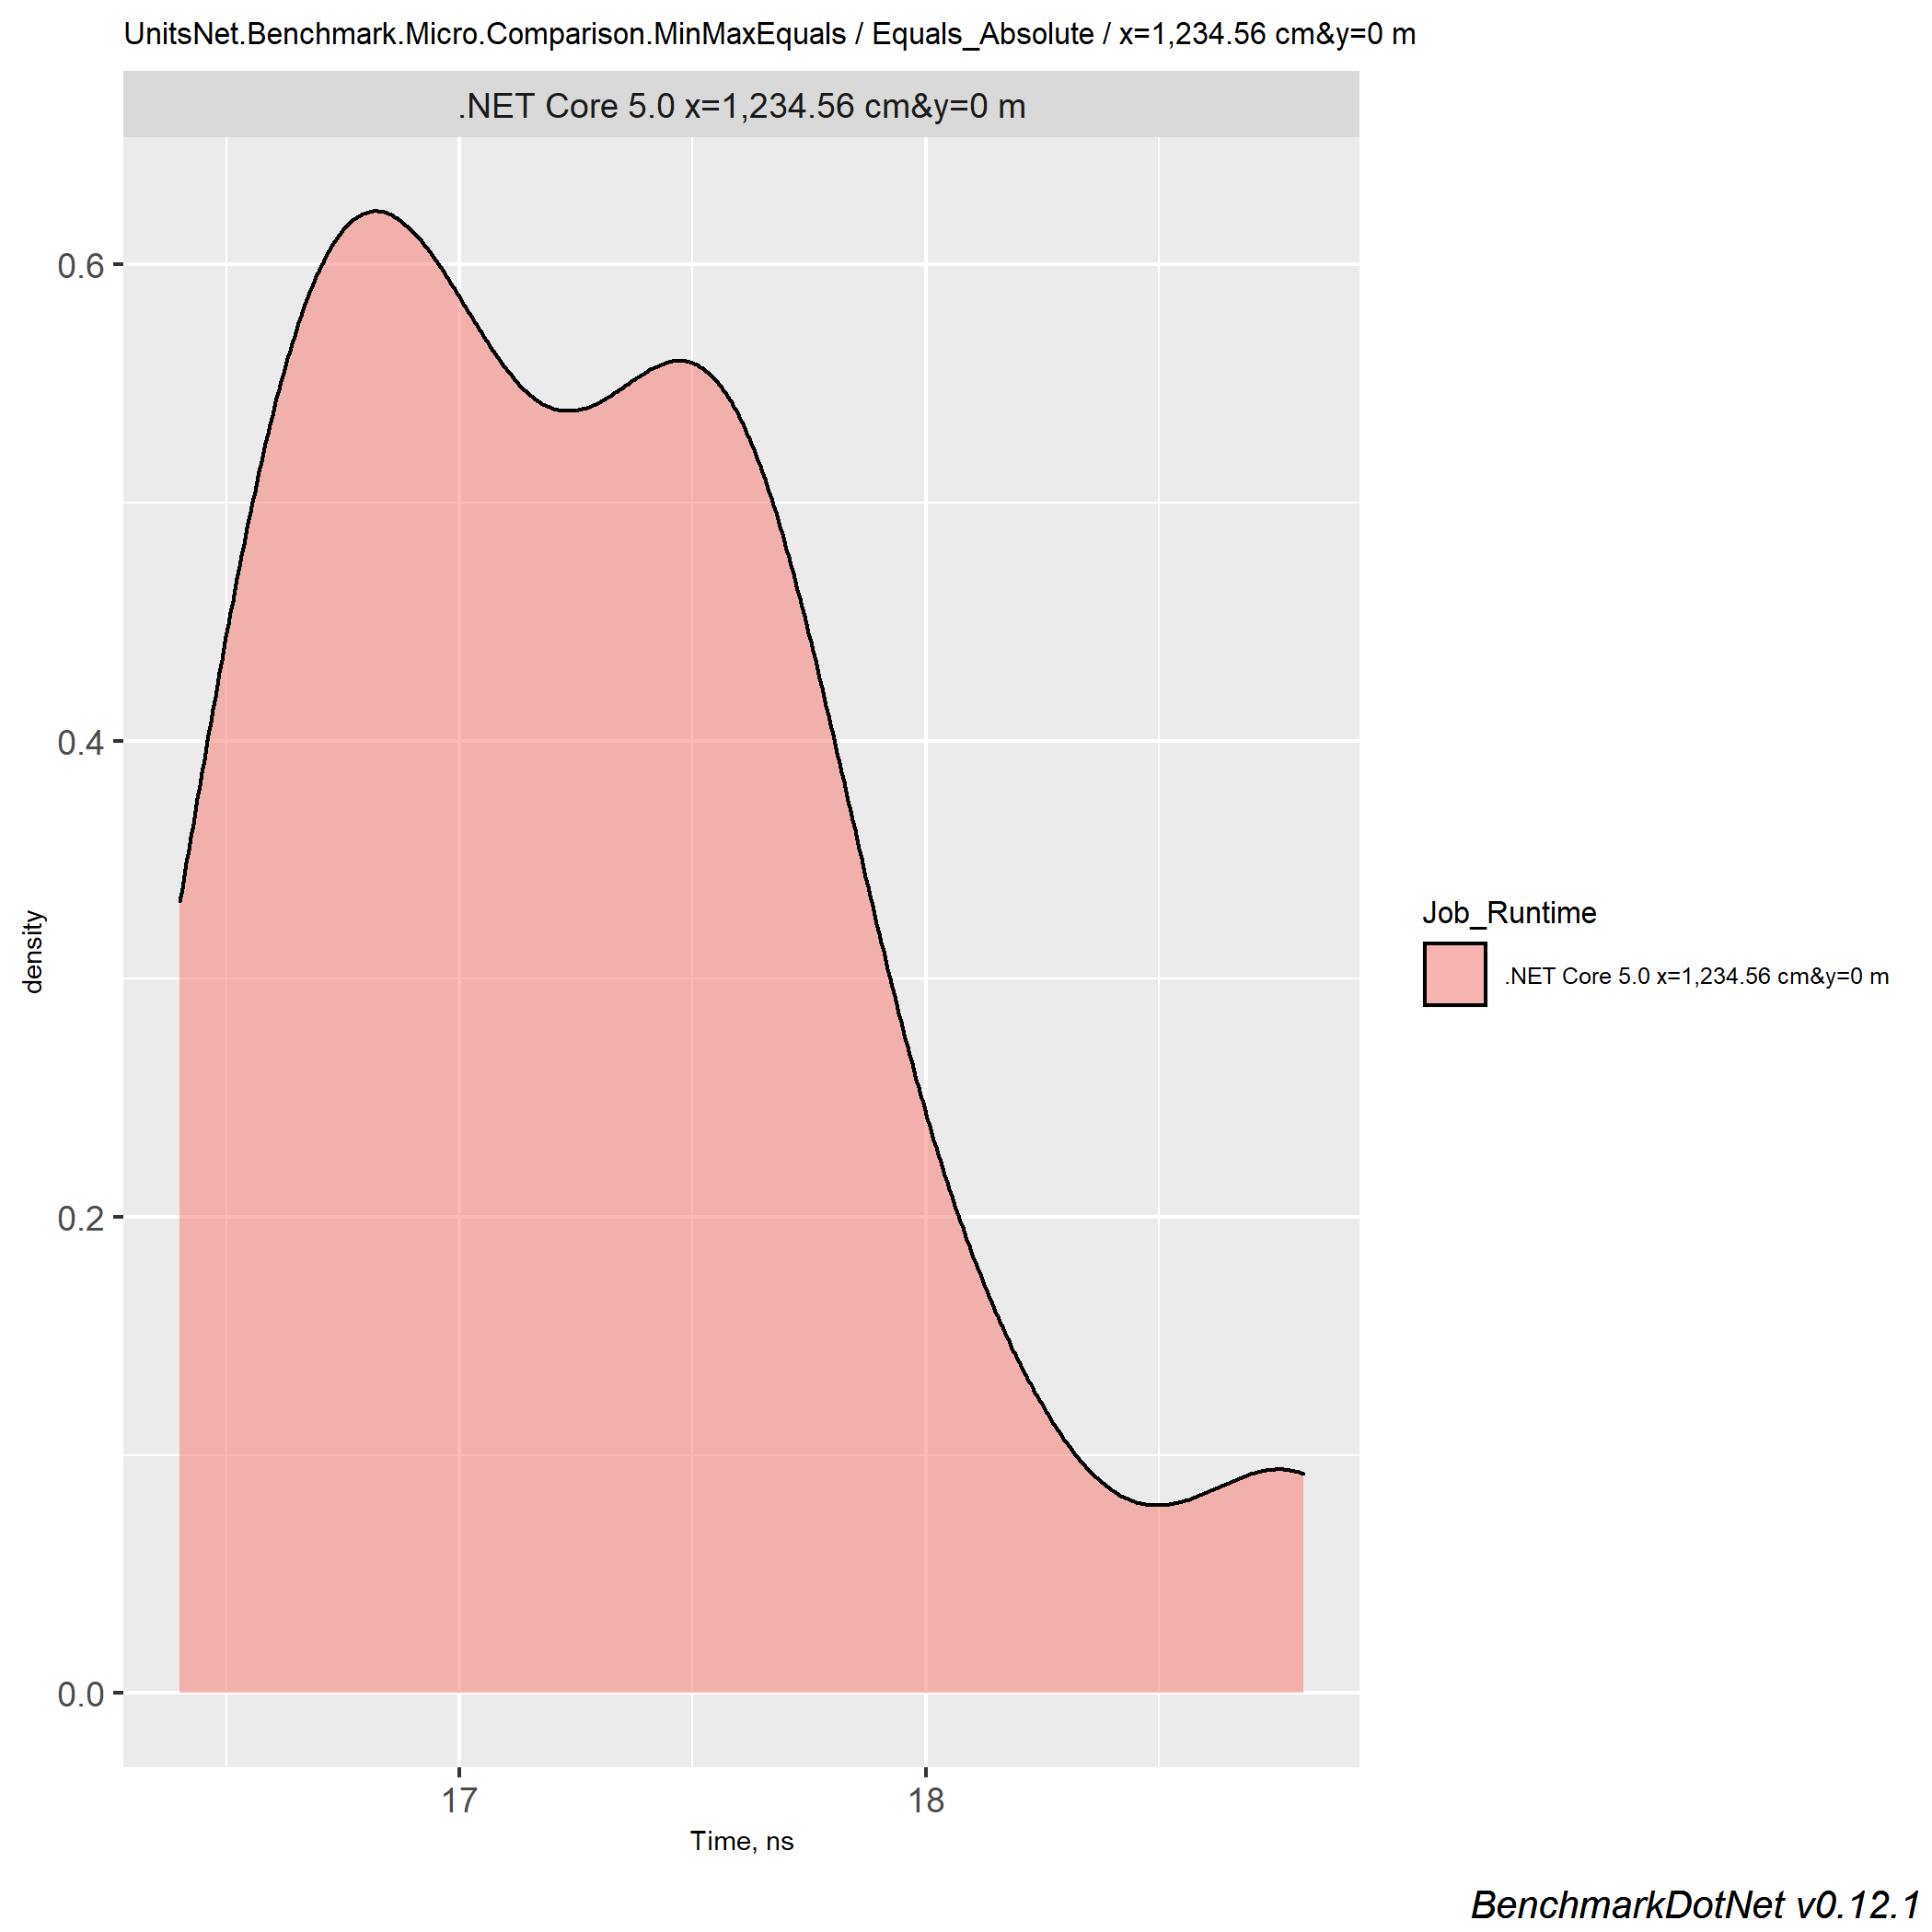 UnitsNet.Benchmark.Micro.Comparison.MinMaxEquals / Equals_Absolute / x=1,234.56 cm&y=0 m
.NET Core 5.0 x=1,234.56 cm&y=0 m
0.6
0.4
0.2
0.0
density
17
18
Time, ns
Job_Runtime
.NET Core 5.0 x=1,234.56 cm&y=0 m
BenchmarkDotNet v0.12.1